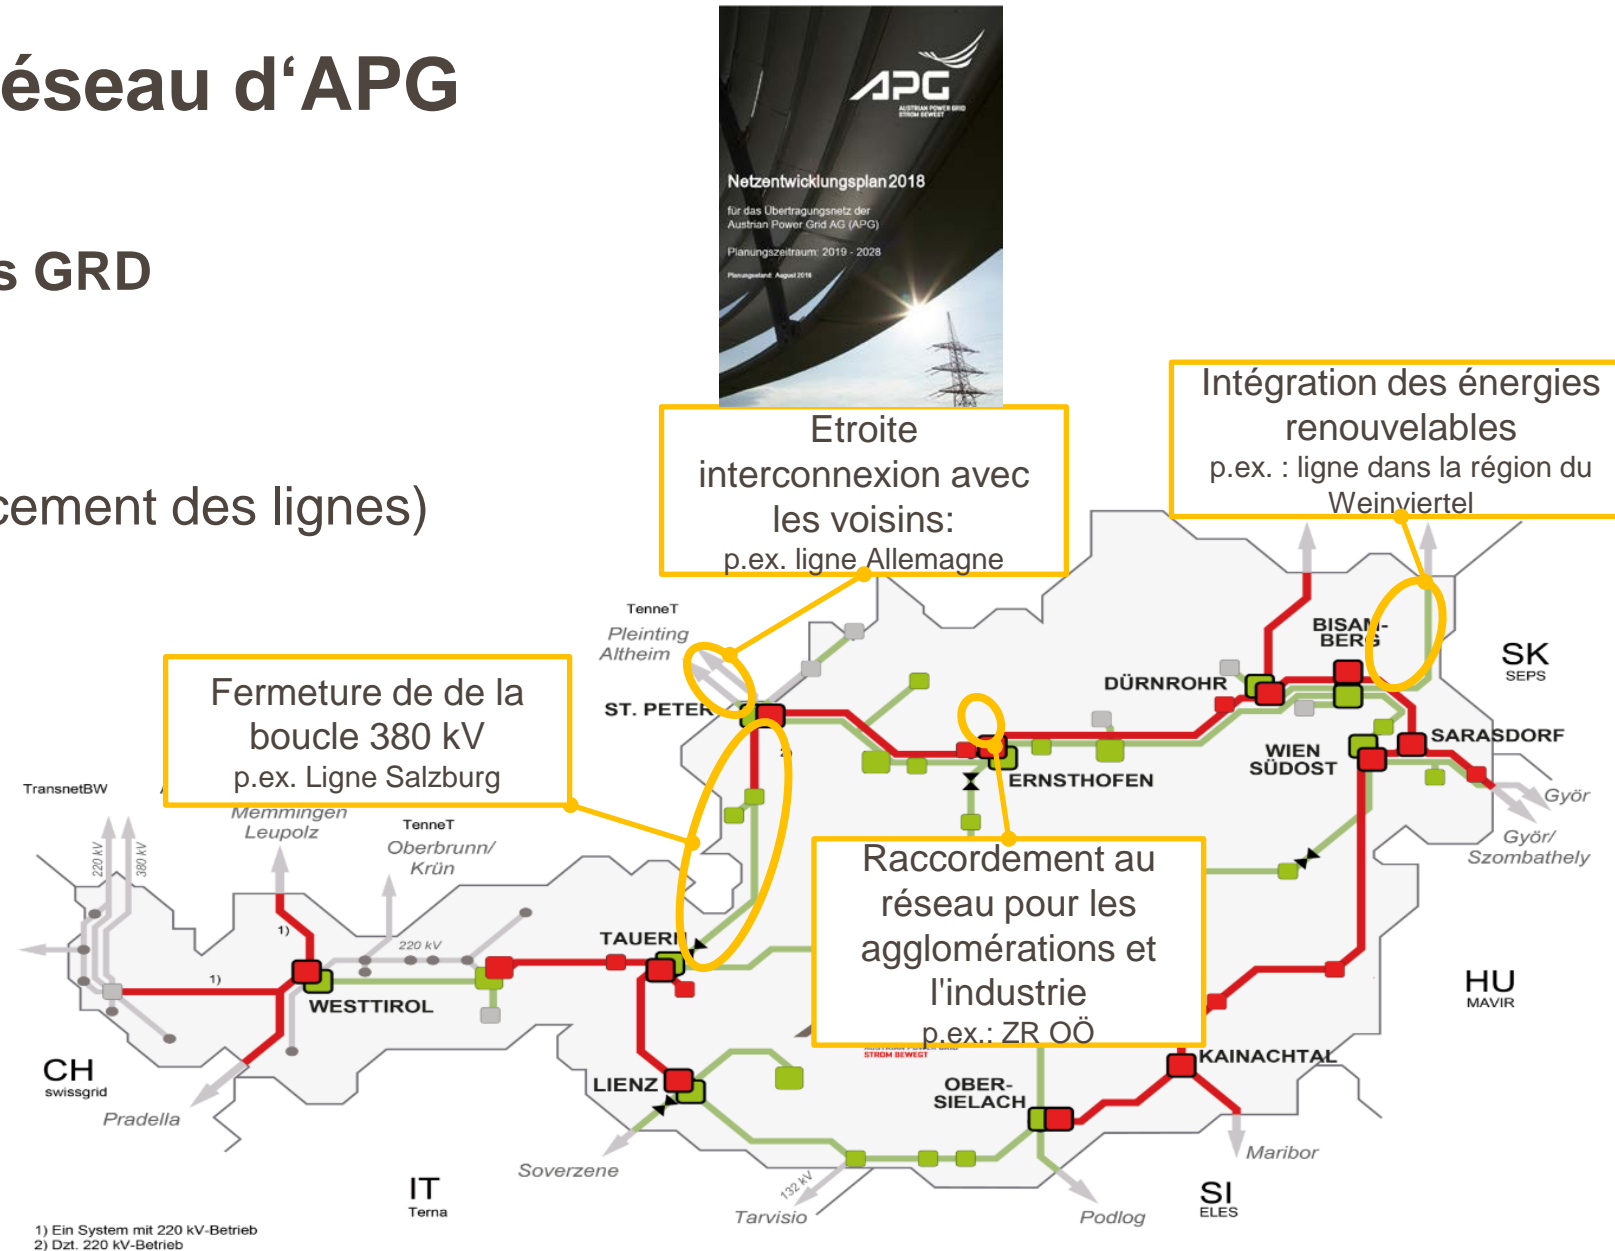 éseau d‘APG
s GRD
cement des lignes)
APG
AUSTRIAN POWER GRID
STROM BEWEGT
Netzentwicklungsplan 2018
für das Übertragungsnetz der
Austrian Power Grid AG (APG)
Planungszeitraum: 2019 - 2028
Planungsstand: August 2018
Etroite
interconnexion avec
les voisins:
p.ex. ligne Allemagne
Intégration des énergies
renouvelables
p.ex. : ligne dans la région du
Weinviertel
Fermeture de de la
boucle 380 kV
p.ex. Ligne Salzburg
Raccordement au
réseau pour les
agglomérations et
l'industrie
p.ex.: ZR OÖ
TenneT
Pleinting
Altheim
ST. PETER
2)
DÜRNROHR
BISAM-
BERG
SK
SEPS
ERNSTHOFEN
WIEN
SÜDOST
SARASDORF
Györ
Györ/
Szombathely
TransnetBW
Memmingen
Leupolz
TenneT
Oberbrunn/
Krün
220 kV
380 kV
1)
220 kV
1)
WESTTIROL
TAUERN
HU
MAVIR
CH
swissgrid
Pradella
LIENZ
STROM BEWEGT
OBER-
SIELACH
KAINACHTAL
Maribor
Soverzene
IT
Terna
132 kV
Tarvisio
Podlog
SI
ELES
1) Ein System mit 220 kV-Betrieb
2) Dzt. 220 kV-Betrieb